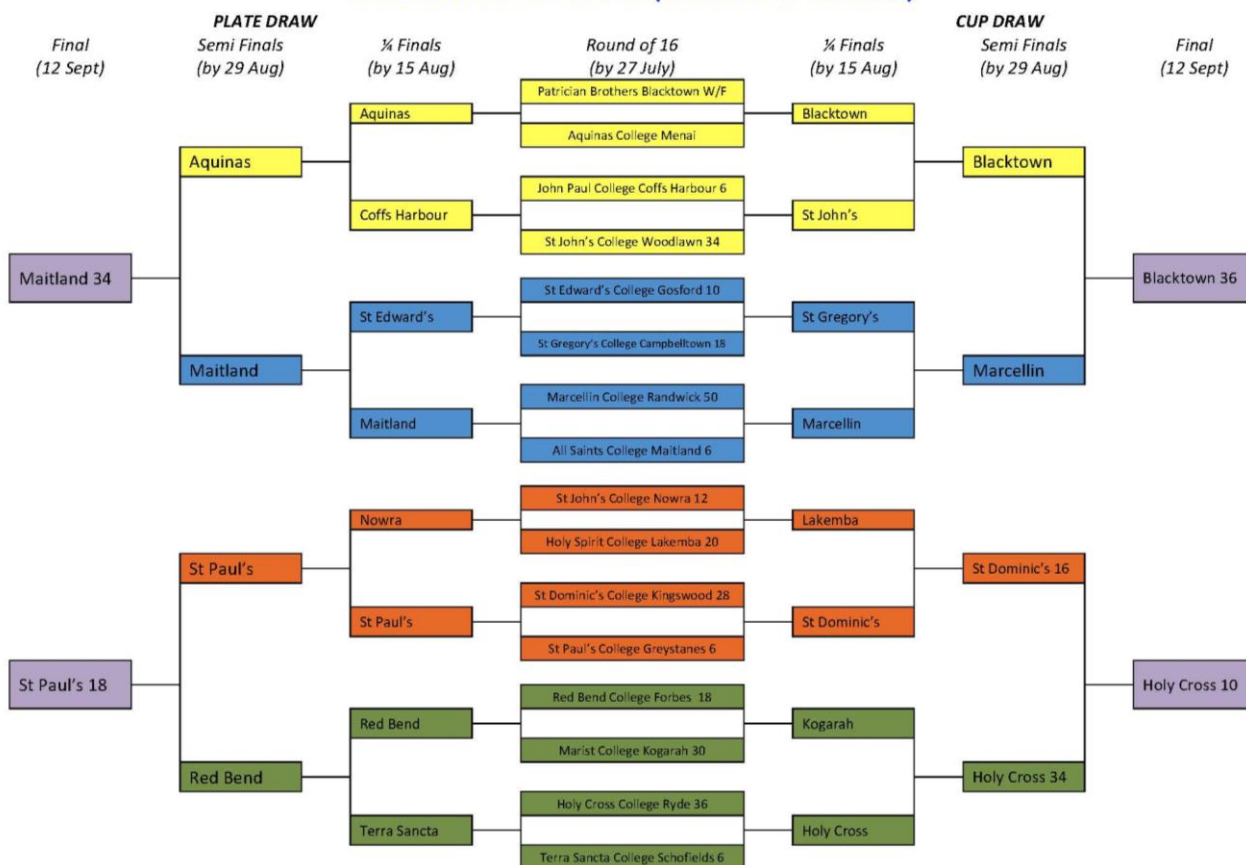 PLATE DRAW
CUP DRAW
Final
(12 Sept)
Semi Finals
(by 29 Aug)
¼ Finals
(by 15 Aug)
Round of 16
(by 27 July)
¼ Finals
(by 15 Aug)
Semi Finals
(by 29 Aug)
Final
(12 Sept)
Patrician Brothers Blacktown W/F
Aquinas
Blacktown
Aquinas College Menai
Aquinas
Blacktown
John Paul College Coffs Harbour 6
Coffs Harbour
St John's
St John's College Woodlawn 34
Maitland 34
Blacktown 36
St Edward's College Gosford 10
St Edward's
St Gregory's
St Gregory's College Campbelltown 18
Maitland
Marcellin
Marcellin College Randwick 50
Maitland
Marcellin
All Saints College Maitland 6
St John's College Nowra 12
Nowra
Lakemba
Holy Spirit College Lakemba 20
St Paul's
St Dominic's 16
St Dominic's College Kingswood 28
St Paul's
St Dominic's
St Paul's College Greystanes 6
St Paul's 18
Holy Cross 10
Red Bend College Forbes 18
Red Bend
Kogarah
Marist College Kogarah 30
Red Bend
Holy Cross 34
Holy Cross College Ryde 36
Terra Sancta
Holy Cross
Terra Sancta College Schofields 6